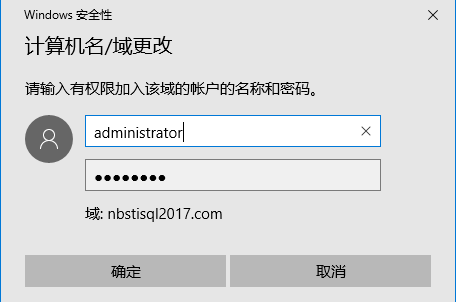 Windows 安全性
计算机名/域更改
请输入有权限加入该域的帐户的名称和密码。
administrator
●●●●●●●●
域: nbstisql2017.com
确定
取消